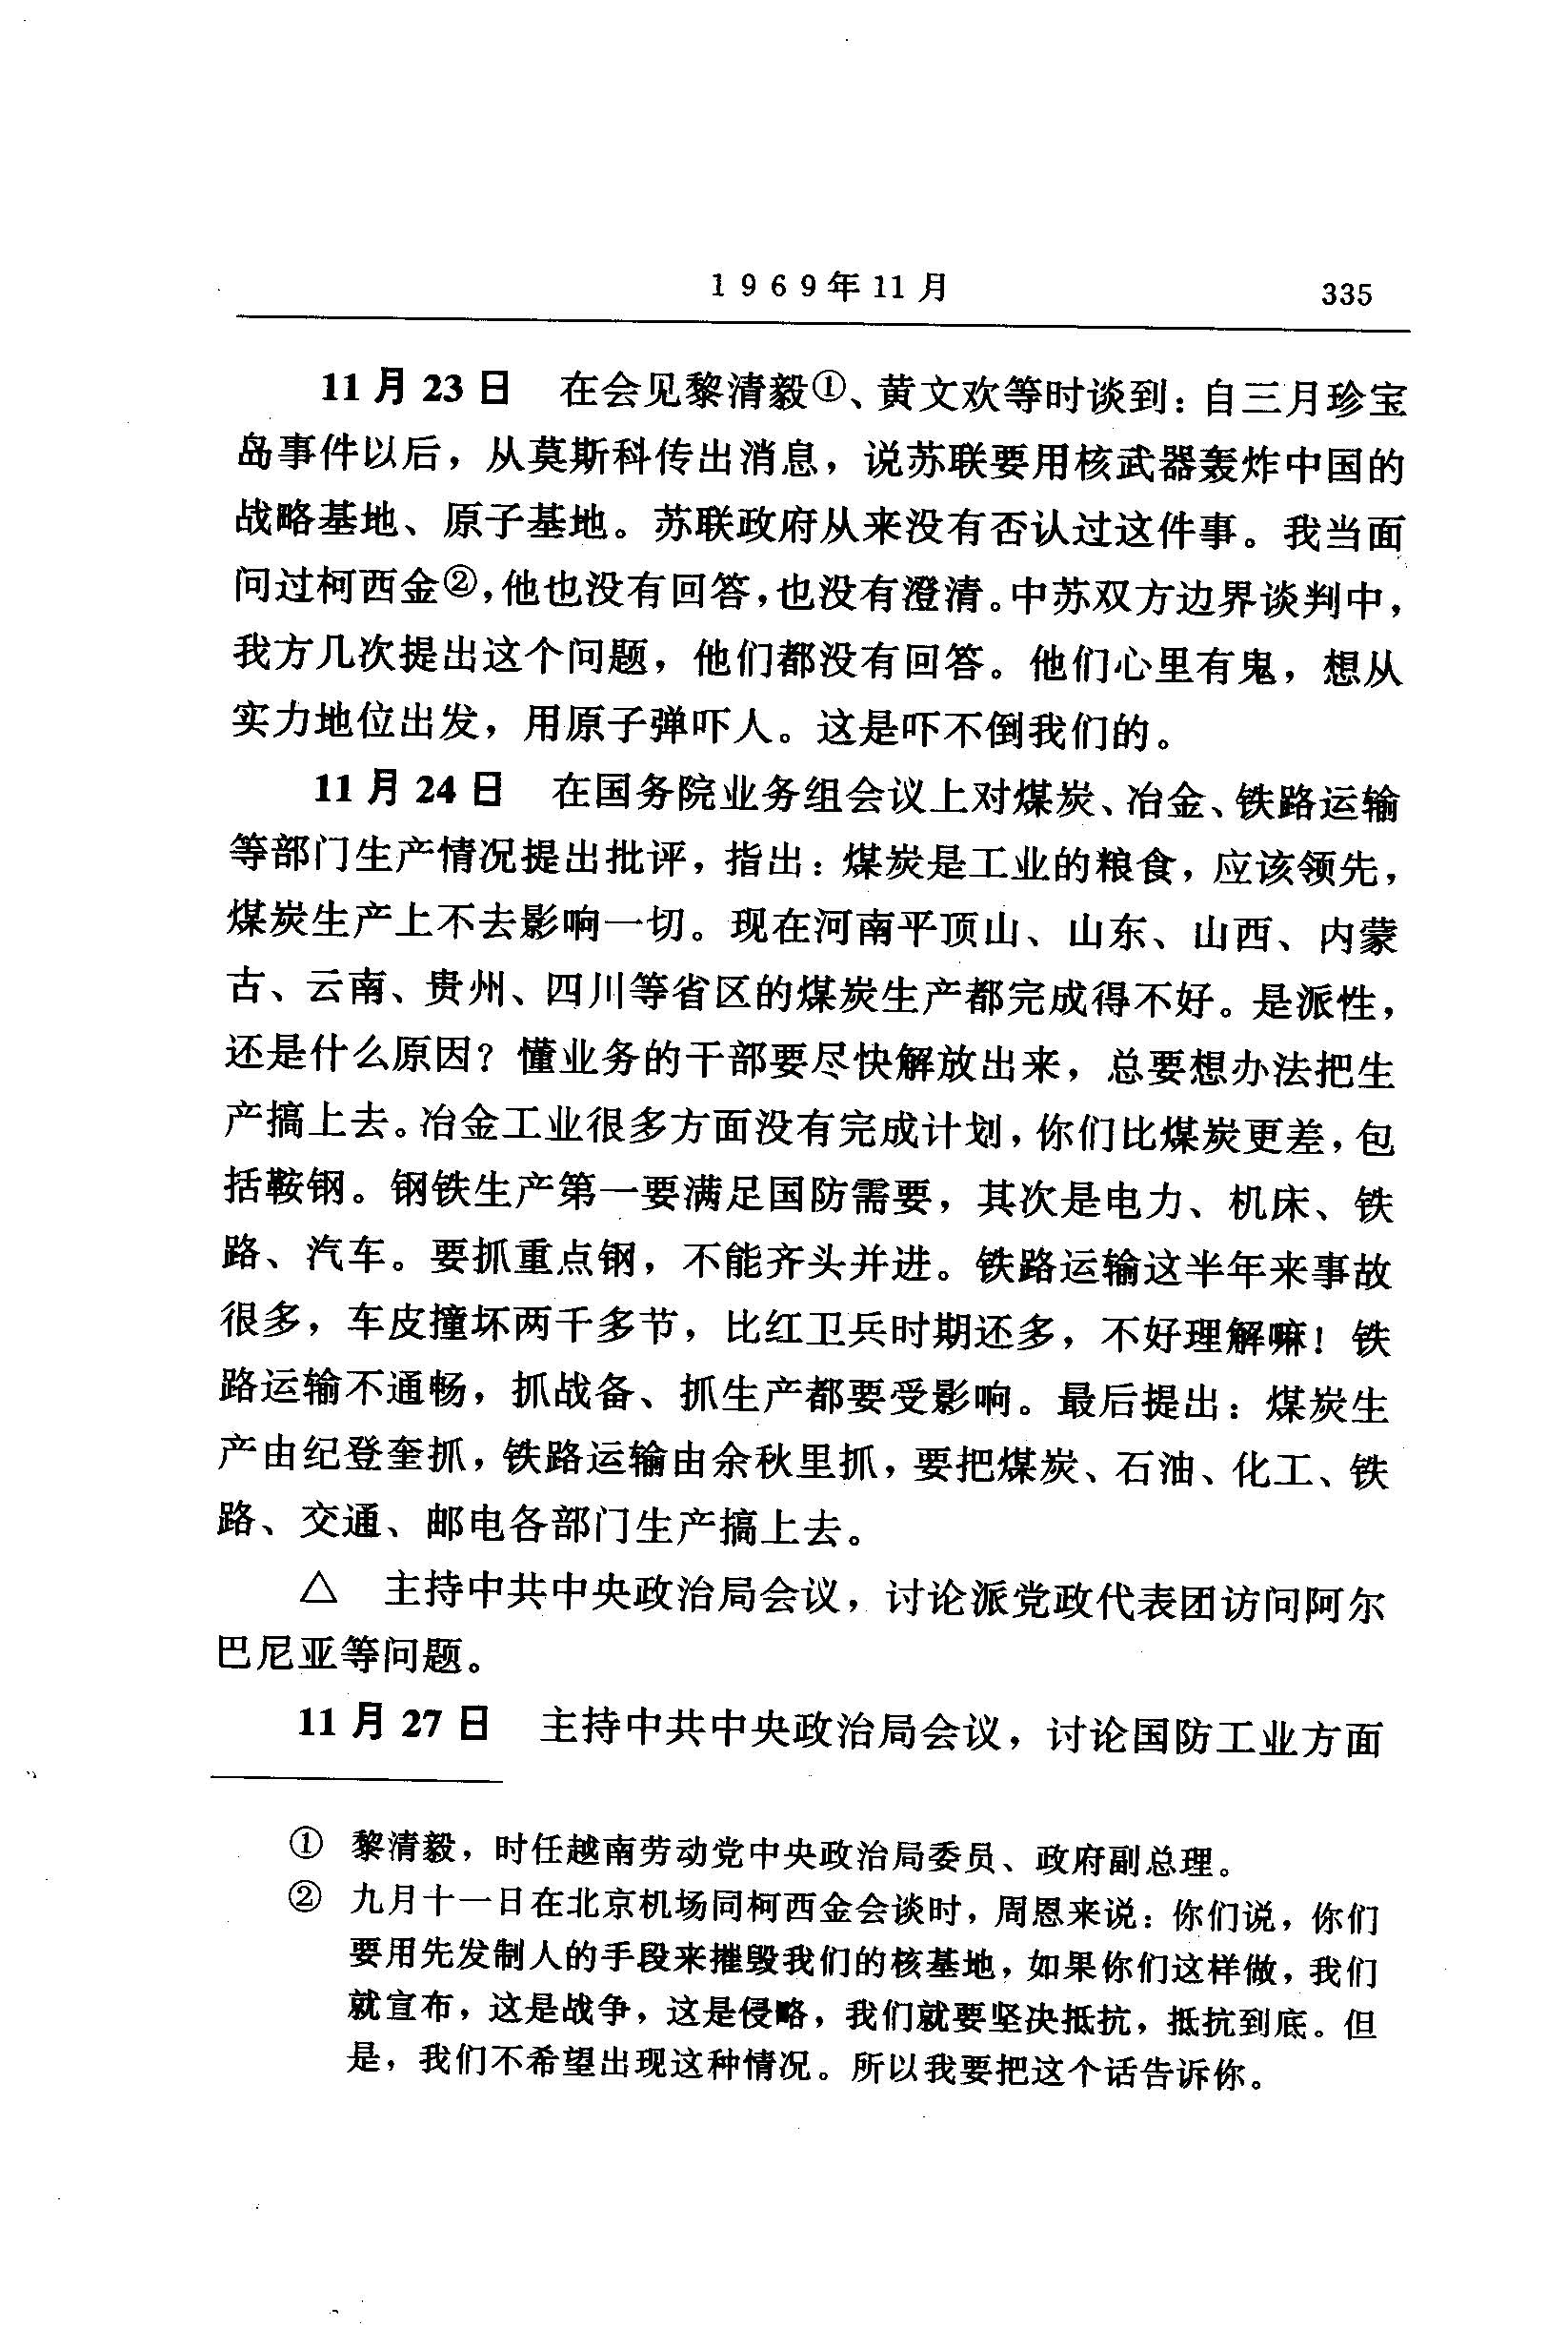 1969年11月
335
11月23日 在会见黎清毅①、黄文欢等时谈到：自三月珍宝
岛事件以后，从莫斯科传出消息，说苏联要用核武器轰炸中国的
战略基地、原子基地。苏联政府从来没有否认过这件事。我当面
问过柯西金②，他也没有回答，也没有澄清。中苏双方边界谈判中，
我方几次提出这个问题，他们都没有回答。他们心里有鬼，想从
实力地位出发，用原子弹吓人。这是吓不倒我们的。
11月24日 在国务院业务组会议上对煤炭、冶金、铁路运输
等部门生产情况提出批评，指出：煤炭是工业的粮食，应该领先，
煤炭生产上不去影响一切。现在河南平顶山、山东、山西、内蒙
古、云南、贵州、四川等省区的煤炭生产都完成得不好。是派性，
还是什么原因？懂业务的干部要尽快解放出来，总要想办法把生
产搞上去。冶金工业很多方面没有完成计划，你们比煤炭更差，包
括鞍钢。钢铁生产第一要满足国防需要，其次是电力、机床、铁
路、汽车。要抓重点钢，不能齐头并进。铁路运输这半年来事故
很多，车皮撞坏两千多节，比红卫兵时期还多，不好理解嘛！铁
路运输不通畅，抓战备、抓生产都要受影响。最后提出：煤炭生
产由纪登奎抓，铁路运输由余秋里抓，要把煤炭、石油、化工、铁
路、交通、邮电各部门生产搞上去。
△ 主持中共中央政治局会议，讨论派党政代表团访问阿尔
巴尼亚等问题。
11月27日 主持中共中央政治局会议，讨论国防工业方面
① 黎清毅，时任越南劳动党中央政治局委员、政府副总理。
② 九月十一日在北京机场同柯西金会谈时，周恩来说：你们说，你们
要用先发制人的手段来摧毁我们的核基地，如果你们这样做，我们
就宣布，这是战争，这是侵略，我们就要坚决抵抗，抵抗到底。但
是，我们不希望出现这种情况。所以我要把这个话告诉你。